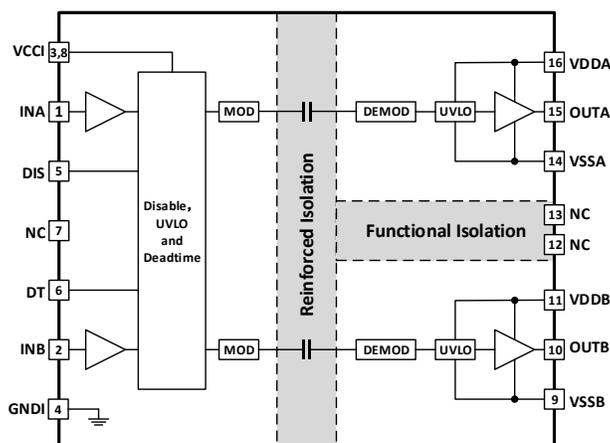 VCCI 3,8
INA 1
DIS 5
NC 7
DT 6
INB 2
GNDI 4
Disable,
UVLO
and
Deadtime
MOD
MOD
Reinforced Isolation
DEMOD
UVLO
Functional Isolation
DEMOD
UVLO
16 VDDA
15 OUTA
14 VSSA
13 NC
12 NC
11 VDDB
10 OUTB
9 VSSB